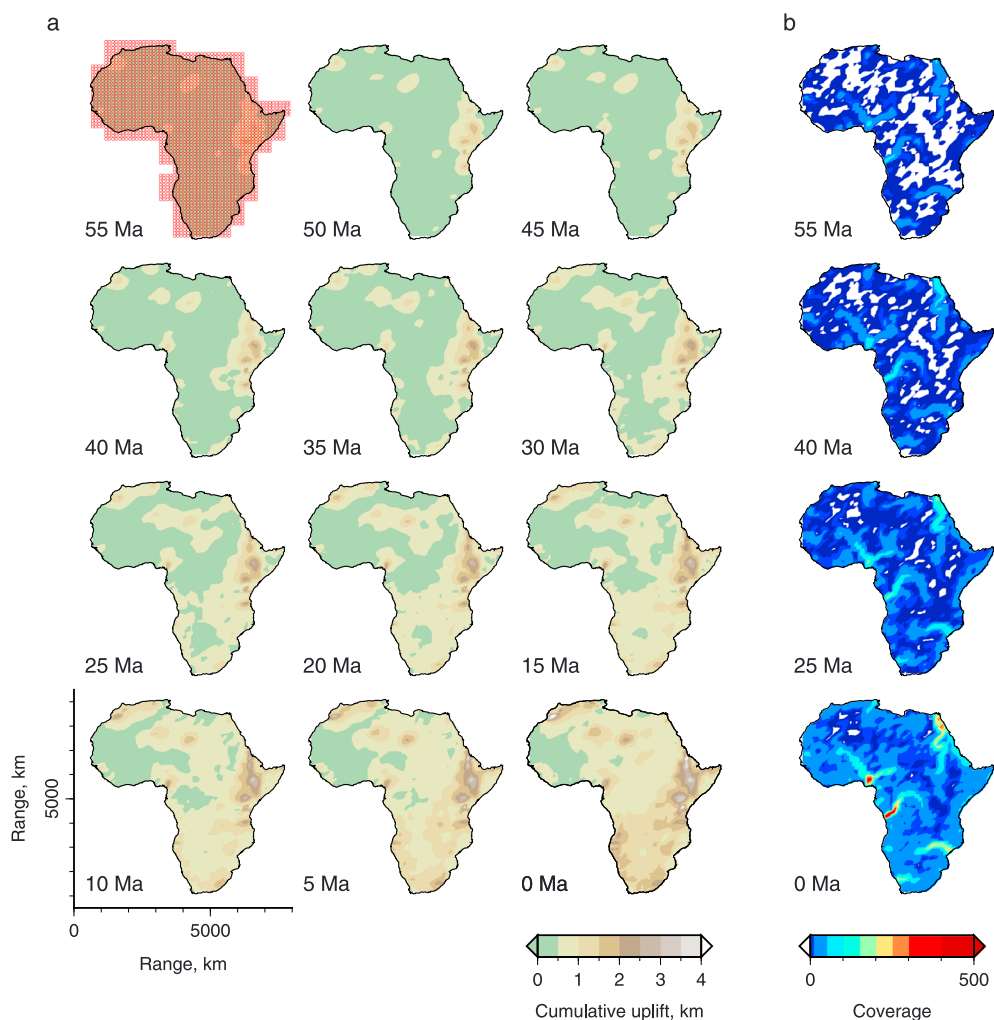 a
b
55 Ma
50 Ma
45 Ma
55 Ma
40 Ma
35 Ma
30 Ma
40 Ma
25 Ma
20 Ma
15 Ma
25 Ma
Range, km
5000
10 Ma
5 Ma
0 Ma
0 Ma
0
5000
Range, km
0 1 2 3 4
Cumulative uplift, km
0 500
Coverage